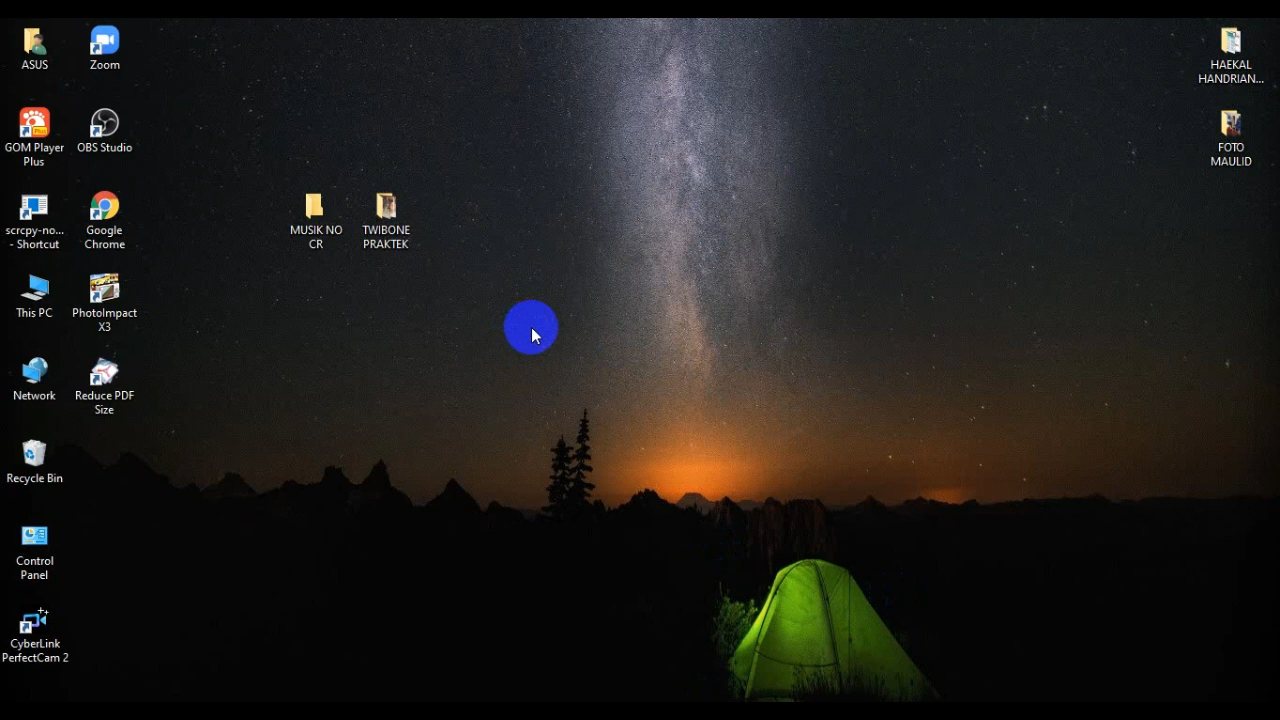 ASUS
Zoom
HAEKAL
HANDRIAN...
GOM Player
Plus
OBS Studio
FOTO
MAULID
scrcpy-no...
- Shortcut
Google
Chrome
MUSIK NO
CR
TWIBONE
PRAKTEK
This PC
PhotoImpact
X3
Network
Reduce PDF
Size
Recycle Bin
Control
Panel
CyberLink
PerfectCam 2